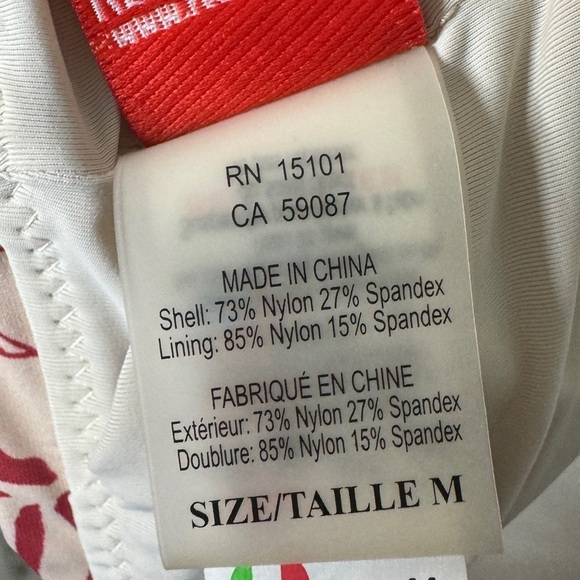 RN 15101
CA 59087
MADE IN CHINA
Shell: 73% Nylon 27% Spandex
Lining: 85% Nylon 15% Spandex
FABRIQUÉ EN CHINE
Extérieur: 73% Nylon 27% Spandex
Doublure: 85% Nylon 15% Spandex
SIZE/TAILLE M